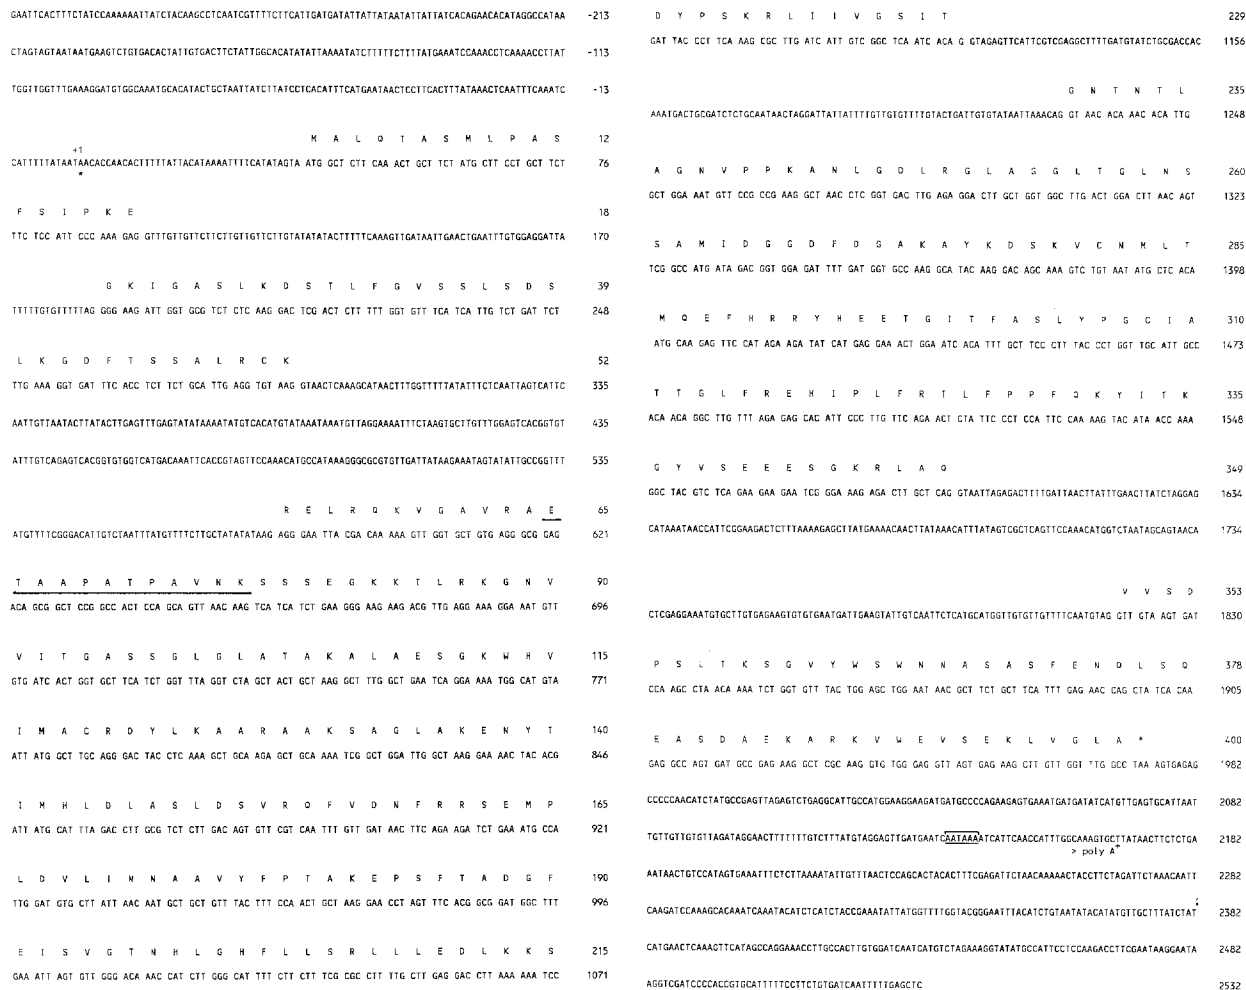 GAATTCACTTTCTATCCAAAAAATTATCTACAAGCCTCAATCGTTTTCTTCATTGATGATATTATTATAATATTATTATCACAGAACACATAGGCCATAA -213
CTAGTAGTAATAATGAAGTCTGTGACACTATTGTGACTTCTATTGGCACATATATTAAAATATCTTTTTCTTTTATGAAATCCAAACCTCAAAACCTTAT -113
TGGTTGGTTTGAAAGGATGTGGCAAATGCACATACTGCTAATTATCTTATCCTCACATTTCATGAATAACTCCTTCACTTTATAAACTCAATTTCAAATC -13
M A L Q T A S M L P A S 12
+1
CATTTTTATAATAACACCAACACTTTTTATTACATAAAATTTTCATATAGTA ATG GCT CTT CAA ACT GCT TCT ATG CTT CCT GCT TCT 76
*
F S I P K E 18
TTC TCC ATT CCC AAA GAG GTTTGTTGTTCTTCTTGTTGTTCTTGTATATATACTTTTTCAAAGTTGATAATTGAACTGAATTTGTGGAGGATTA 170
G K I G A S L K D S T L F G V S S L S D S 39
TTTTTGTGTTTTTAG GGG AAG ATT GGT GCG TCT CTC AAG GAC TCG ACT CTT TTT GGT GTT TCA TCA TTG TCT GAT TCT 248
L K G D F T S S A L R C K 52
TTG AAA GGT GAT TTC ACC TCT TCT GCA TTG AGG TGT AAG GTAACTCAAAGCATAACTTTGGTTTTTATATTTCTCAATTAGTCATTC 335
AATTGTTAATACTTATACTTGAGTTTGAGTATATAAAATATGTCACATGTATAAATAAATGTTAGGAAAATTTCTAAGTGCTTGTTTGGAGTCACGGTGT 435
ATTTGTCAGAGTCACGGTGTGGTCATGACAAATTCACCGTAGTTCCAAACATGCCATAAAGGGCGCGTGTTGATTATAAGAAATAGTATATTGCCGGTTT 535
R E L R Q K V G A V R A E 65
ATGTTTTCGGGACATTGTCTAATTTATGTTTTCTTGCTATATATAAG AGG GAA TTA CGA CAA AAA GTT GGT GCT GTG AGG GCG GAG 621
T A A P A T P A V N K S S S E G K K T L R K G N V 90
ACA GCG GCT CCG GCC ACT CCA GCA GTT AAC AAG TCA TCA TCT GAA GGG AAG AAG ACG TTG AGG AAA GGA AAT GTT 696
V I T G A S S G L G L A T A K A L A E S G K W H V 115
GTG ATC ACT GGT GCT TCA TCT GGT TTA GGT CTA GCT ACT GCT AAG GCT TTG GCT GAA TCA GGA AAA TGG CAT GTA 771
I M A C R D Y L K A A R A A K S A G L A K E N Y T 140
ATT ATG GCT TGC AGG GAC TAC CTC AAA GCT GCA AGA GCT GCA AAA TCG GCT GGA TTG GCT AAG GAA AAC TAC ACG 846
I M H L D L A S L D S V R Q F V D N F R R S E M P 165
ATT ATG CAT TTA GAC CTT GCG TCT CTT GAC AGT GTT CGT CAA TTT GTT GAT AAC TTC AGA AGA TCT GAA ATG CCA 921
L D V L I N N A A V Y F P T A K E P S F T A D G F 190
TTG GAT GTG CTT ATT AAC AAT GCT GCT GTT TAC TTT CCA ACT GCT AAG GAA CCT AGT TTC ACG GCG GAT GGC TTT 996
E I S V G T N H L G H F L L S R L L L E D L K K S 215
GAA ATT AGT GTT GGG ACA AAC CAT CTT GGG CAT TTT CTT CTT TCG CGC CTT TTG CTT GAG GAC CTT AAA AAA TCC 1071
D Y P S K R L I I V G S I T 229
GAT TAC CCT TCA AAG CGC TTG ATC ATT GTC GGC TCA ATC ACA G GTAGAGTTCATTCGTCGAGGCTTTTGATGTATCTGCGACCAC 1156
G N T N T L 235
AAATGACTGCGATCTCTGCAATAACTAGGATTATTATTTTGTTGTGTTTTGTACTGATTGTGTATAATTAAACAG GT AAC ACA AAC ACA TTG 1248
A G N V P P K A N L G D L R G L A G G L T G L N S 260
GCT GGA AAT GTT CCG CCG AAG GCT AAC CTC GGT GAC TTG AGA GGA CTT GCT GGT GGC TTG ACT GGA CTT AAC AGT 1323
S A M I D G G D F D G A K A Y K D S K V C N M L T 285
TCG GCC ATG ATA GAC GGT GGA GAT TTT GAT GGT GCC AAG GCA TAC AAG GAC AGC AAA GTC TGT AAT ATG CTC ACA 1398
M Q E F H R R Y H E E T G I T F A S L Y P G C I A 310
ATG CAA GAG TTC CAT AGA AGA TAT CAT GAG GAA ACT GGA ATC ACA TTT GCT TCC CTT TAC CCT GGT TGC ATT GCC 1473
T T G L F R E H I P L F R T L F P P F Q K Y I T K 335
ACA ACA GGC TTG TTT AGA GAG CAC ATT CCC TTG TTC AGA ACT CTA TTC CCT CCA TTC CAA AAG TAC ATA ACC AAA 1548
G Y V S E E E S G K R L A Q 349
GGC TAC GTC TCA GAA GAA GAA TCG GGA AAG AGA CTT GCT CAG GTAATTAGAGACTTTTGATTAACTTATTTGAACTTATCTAGGAG 1634
CATAAATAACCATTCGGAAGACTCTTTAAAAGAGCTTATGAAAACAACTTATAAACATTTATAGTCGCTCAGTTCCAAACATGGTCTAATAGCAGTAACA 1734
V V S D 353
CTCGAGGAAATGTGCTTGTGAGAAGTGTGTGAATGATTGAAGTATTGTCAATTCTCATGCATGGTTGTGTTGTTTTCAATGTAG GTT GTA AGT GAT 1830
P S L T K S G V Y W S W N N A S A S F E N Q L S Q 378
CCA AGC CTA ACA AAA TCT GGT GTT TAC TGG AGC TGG AAT AAC GCT TCT GCT TCA TTT GAG AAC CAG CTA TCA CAA 1905
E A S D A E K A R K V W E V S E K L V G L A * 400
GAG GCC AGT GAT GCC GAG AAG GCT CGC AAG GTG TGG GAG GTT AGT GAG AAG CTT GTT GGT TTG GCC TAA AAGTGAGAG 1982
CCCCCAACATCTATGCCGAGTTAGAGTCTGAGGCATTGCCATGGAAGGAAGATGATGCCCCAGAAGAGTGAAATGATGATATCATGTTGAGTGCATTAAT 2082
TGTTGTTGTGTTAGATAGGAACTTTTTTTGTCTTTATGTAGGAGTTGATGAATCAATAAAATCATTCAACCATTTGGCAAAGTGCTTATAACTTCTCTGA 2182
> poly A+
AATAACTGTCCATAGTGAAATTTCTCTTAAAATATTGTTTAACTCCAGCACTACACTTTCGAGATTCTAACAAAAACTACCTTCTAGATTCTAAACAATT 2282
CAAGATCCAAAGCACAAATCAAATACATCTCATCTACCGAAATATTATGGTTTTGGTACGGGAATTTACATCTGTAATATACATATGTTGCTTTATCTAT 2382
CATGAACTCAAAGTTCATAGCCAGGAAACCTTGCCACTTGTGGATCAATCATGTCTAGAAAGGTATATGCCATTCCTCCAAGACCTTCGAATAAGGAATA 2482
AGGTCGATCCCCACCGTGCATTTTTCCTTCTGTGATCAATTTTTGAGCTC 2532